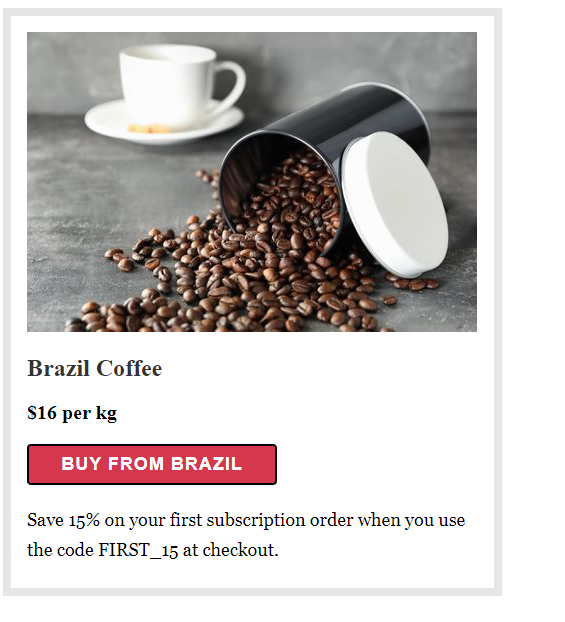 Brazil Coffee
$16 per kg
BUY FROM BRAZIL
Save 15% on your first subscription order when you use
the code FIRST_15 at checkout.